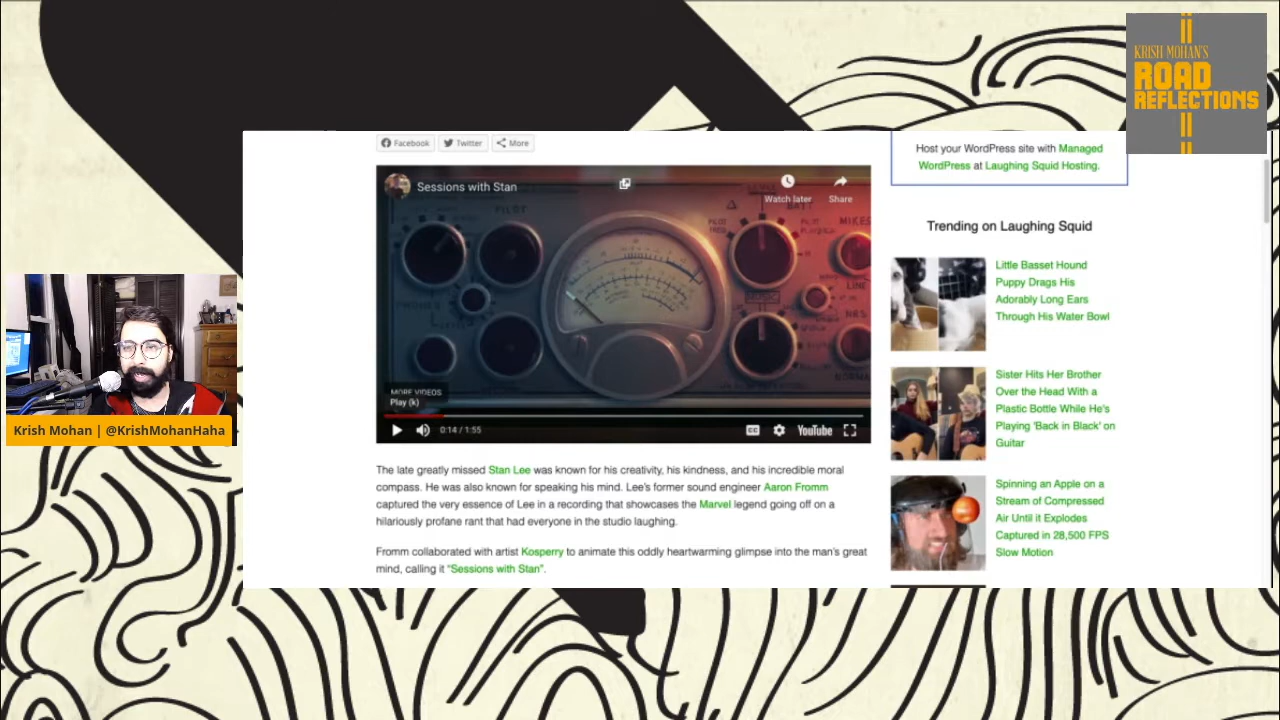 KRISH MOHAN'S
ROAD
REFLECTIONS
Facebook
Twitter
More
Sessions with Stan
Watch later
Share
PILOT
PHONES
MIKES
LINE
MORE VIDEOS
Play (k)
0:14 / 1:55
CC
YouTube
The late greatly missed Stan Lee was known for his creativity, his kindness, and his incredible moral
compass. He was also known for speaking his mind. Lee's former sound engineer Aaron Fromm
captured the very essence of Lee in a recording that showcases the Marvel legend going off on a
hilariously profane rant that had everyone in the studio laughing.
Fromm collaborated with artist Kosperry to animate this oddly heartwarming glimpse into the man's great
mind, calling it "Sessions with Stan".
Host your WordPress site with Managed
WordPress at Laughing Squid Hosting.
Trending on Laughing Squid
Little Basset Hound
Puppy Drags His
Adorably Long Ears
Through His Water Bowl
Sister Hits Her Brother
Over the Head With a
Plastic Bottle While He's
Playing 'Back in Black' on
Guitar
Spinning an Apple on a
Stream of Compressed
Air Until it Explodes
Captured in 28,500 FPS
Slow Motion
Krish Mohan | @KrishMohanHaha